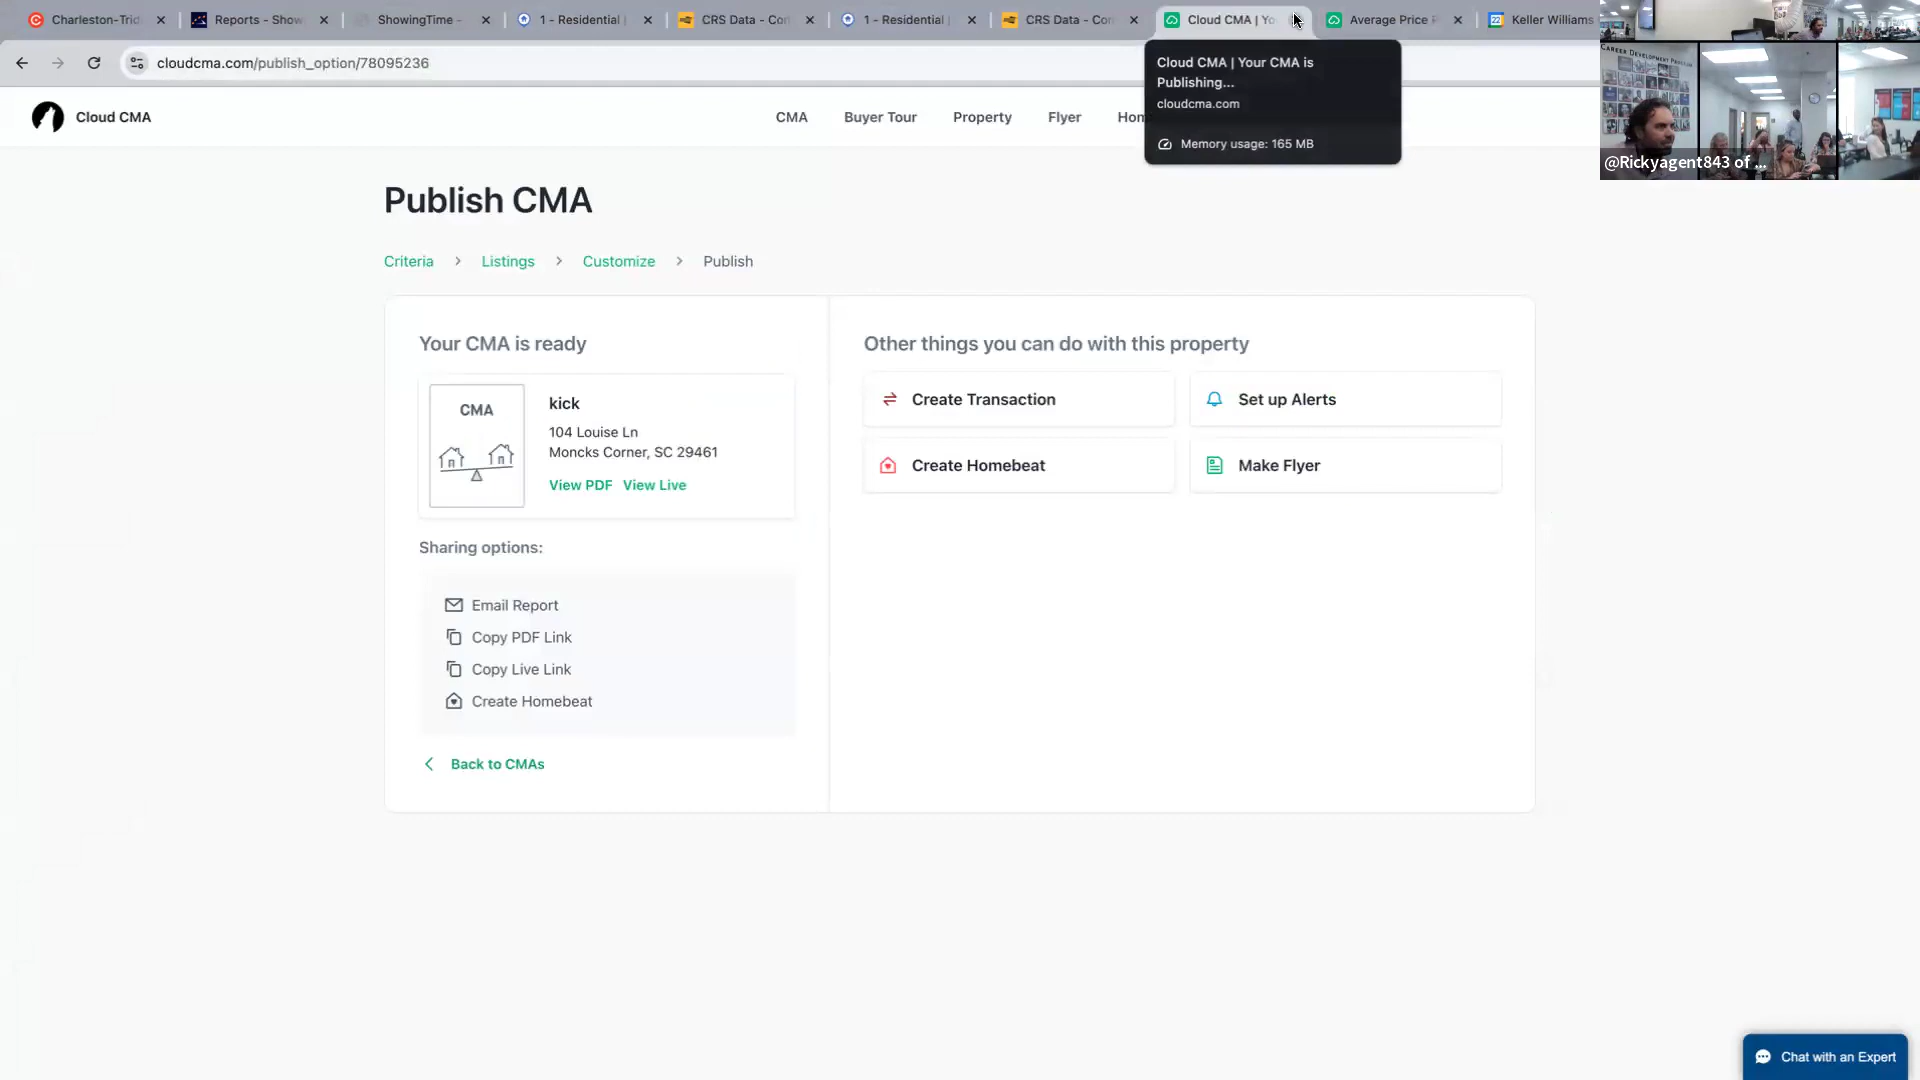 Charleston-Trid
Reports - Show
ShowingTime -
1 - Residential
CRS Data - Con
1 - Residential
CRS Data - Con
Cloud CMA | Yo
Average Price
Keller Williams
cloudcma.com/publish_option/78095236
Cloud CMA | Your CMA is
Publishing...
cloudcma.com
Memory usage: 165 MB
CAREER DEVELOPMENT PROGRAM
@Rickyagent843 of ...
Cloud CMA
CMA
Buyer Tour
Property
Flyer
Hom
Publish CMA
Criteria > Listings > Customize > Publish
Your CMA is ready
CMA
kick
104 Louise Ln
Moncks Corner, SC 29461
View PDF View Live
Sharing options:
Email Report
Copy PDF Link
Copy Live Link
Create Homebeat
Back to CMAs
Other things you can do with this property
Create Transaction
Set up Alerts
Create Homebeat
Make Flyer
Chat with an Expert